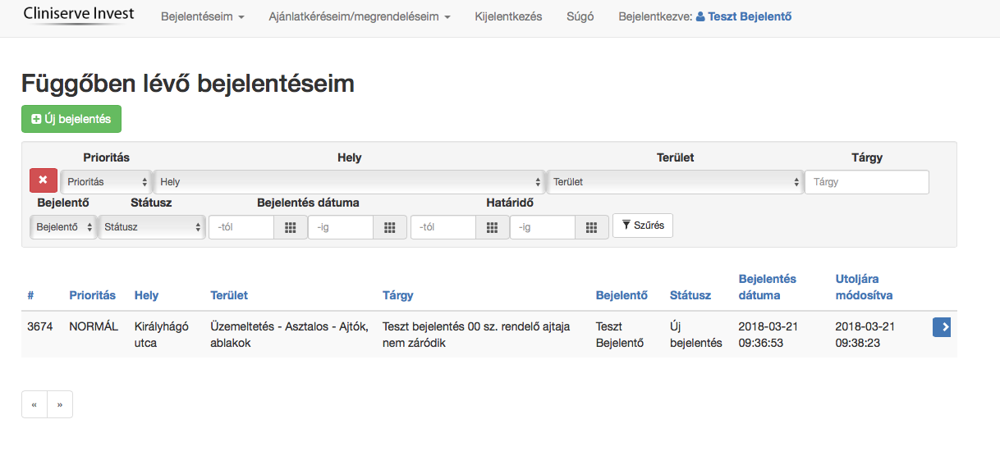 Cliniserve Invest Bejelentéseim Ajánlatkéréseim/megrendeléseim Kijelentkezés Súgó Bejelentkezve: Teszt Bejelentő
Függőben lévő bejelentéseim
Új bejelentés
Prioritás Hely Terület Tárgy
Prioritás Hely Terület Tárgy
Bejelentő Státusz Bejelentés dátuma Határidő
Bejelentő Státusz -tól -ig -tól -ig Szűrés
# Prioritás Hely Terület Tárgy Bejelentő Státusz Bejelentés dátuma Utoljára módosítva
3674 NORMÁL Királyhágó utca Üzemeltetés - Asztalos - Ajtók, ablakok Teszt bejelentés 00 sz. rendelő ajtaja nem záródik Teszt Bejelentő Új bejelentés 2018-03-21 09:36:53 2018-03-21 09:38:23
« »